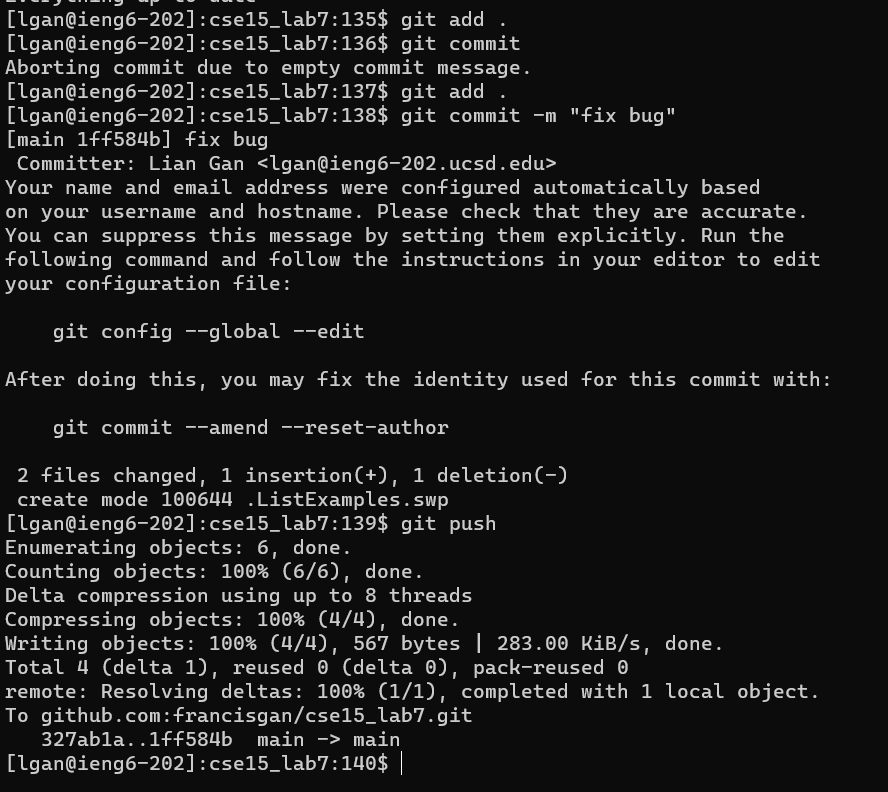 Everything up-to-date
[lgan@ieng6-202]:cse15_lab7:135$ git add .
[lgan@ieng6-202]:cse15_lab7:136$ git commit
Aborting commit due to empty commit message.
[lgan@ieng6-202]:cse15_lab7:137$ git add .
[lgan@ieng6-202]:cse15_lab7:138$ git commit -m "fix bug"
[main 1ff584b] fix bug
 Committer: Lian Gan <lgan@ieng6-202.ucsd.edu>
Your name and email address were configured automatically based
on your username and hostname. Please check that they are accurate.
You can suppress this message by setting them explicitly. Run the
following command and follow the instructions in your editor to edit
your configuration file:

    git config --global --edit

After doing this, you may fix the identity used for this commit with:

    git commit --amend --reset-author

 2 files changed, 1 insertion(+), 1 deletion(-)
 create mode 100644 .ListExamples.swp
[lgan@ieng6-202]:cse15_lab7:139$ git push
Enumerating objects: 6, done.
Counting objects: 100% (6/6), done.
Delta compression using up to 8 threads
Compressing objects: 100% (4/4), done.
Writing objects: 100% (4/4), 567 bytes | 283.00 KiB/s, done.
Total 4 (delta 1), reused 0 (delta 0), pack-reused 0
remote: Resolving deltas: 100% (1/1), completed with 1 local object.
To github.com:francisgan/cse15_lab7.git
   327ab1a..1ff584b  main -> main
[lgan@ieng6-202]:cse15_lab7:140$